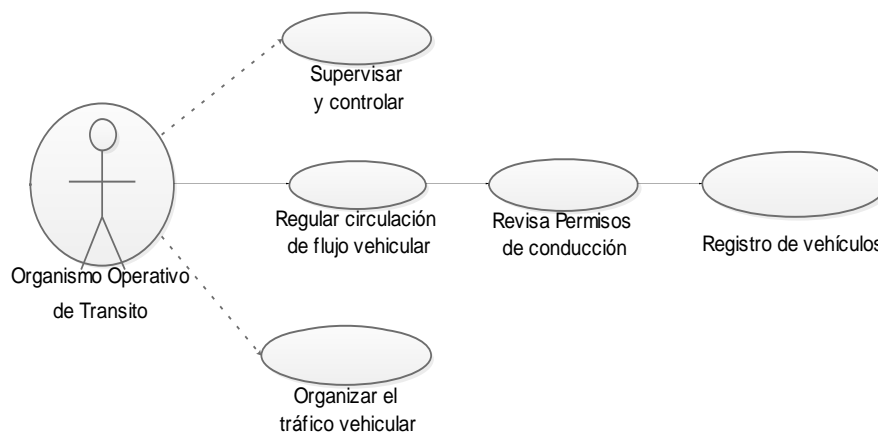 Supervisar
y controlar
Organismo Operativo
de Transito
Regular circulación
de flujo vehicular
Revisa Permisos
de conducción
Registro de vehículos
Organizar el
tráfico vehicular